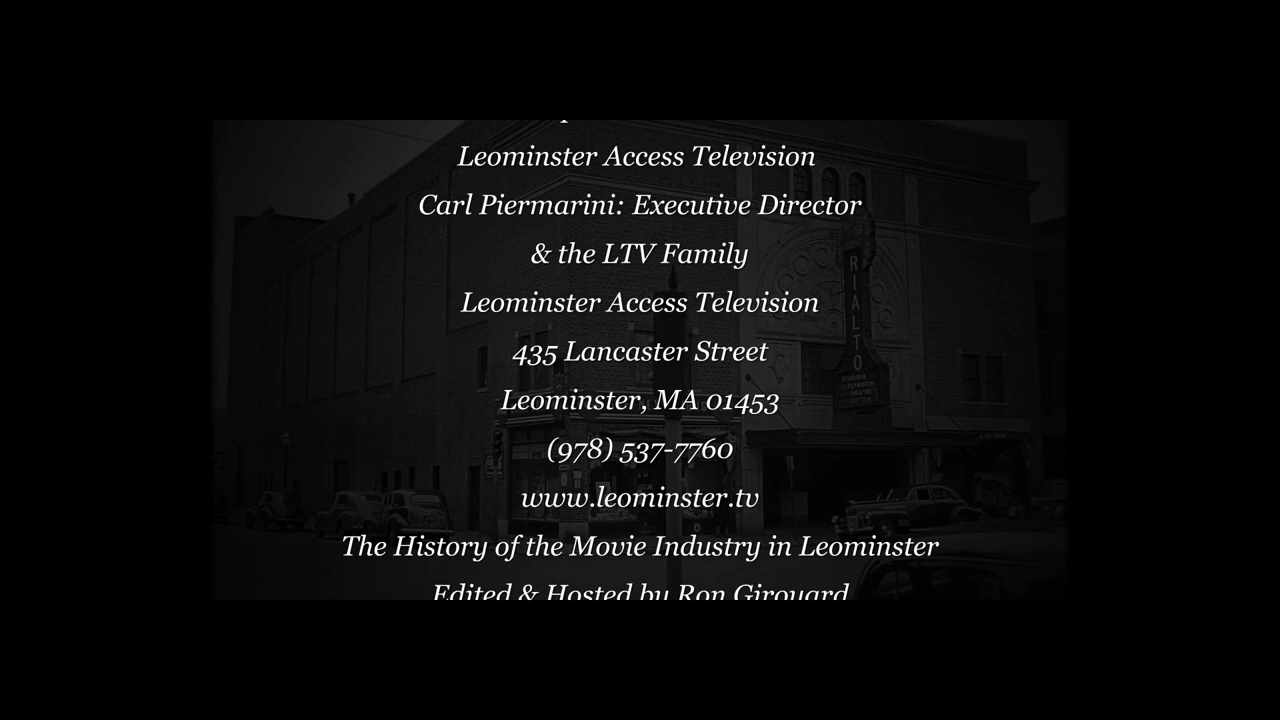 Leominster Access Television
Carl Piermarini: Executive Director
& the LTV Family
Leominster Access Television
435 Lancaster Street
Leominster, MA 01453
(978) 537-7760
www.leominster.tv
The History of the Movie Industry in Leominster
Edited & Hosted by Ron Girouard
RIALTO